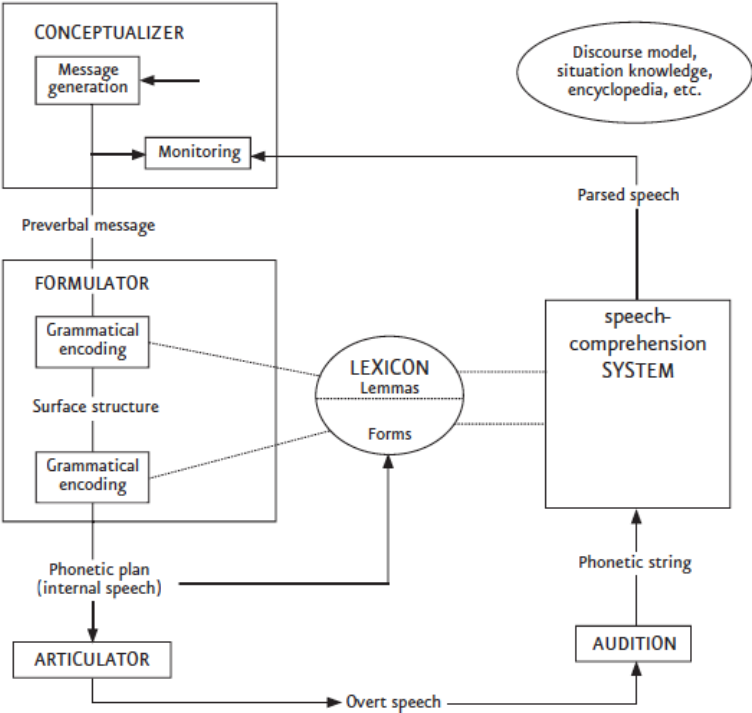 CONCEPTUALIZER
Message
generation
Monitoring
Discourse model,
situation knowledge,
encyclopedia, etc.
Parsed speech
Preverbal message
FORMULATOR
Grammatical
encoding
Surface structure
Grammatical
encoding
LEXICON
Lemmas
Forms
speech-
comprehension
SYSTEM
Phonetic plan
(internal speech)
Phonetic string
ARTICULATOR
AUDITION
Overt speech